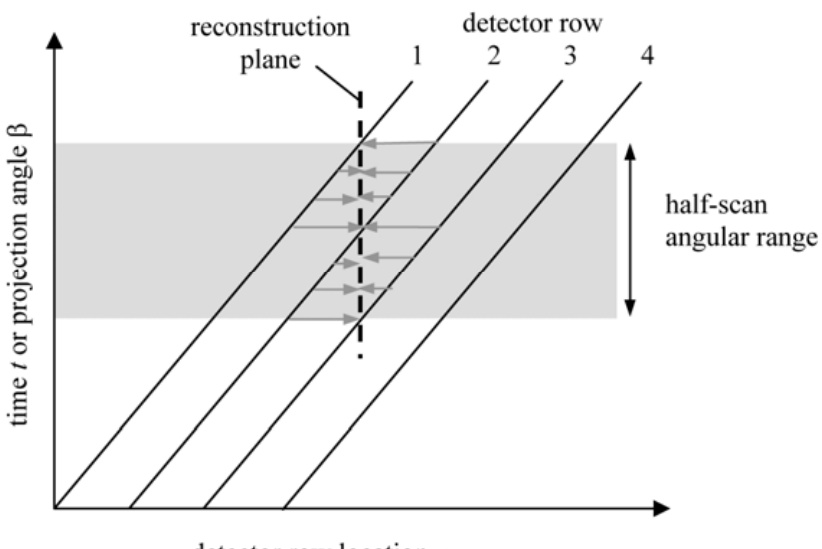 reconstruction
plane
detector row
1
2
3
4
half-scan
angular range
time t or projection angle β
detector row location